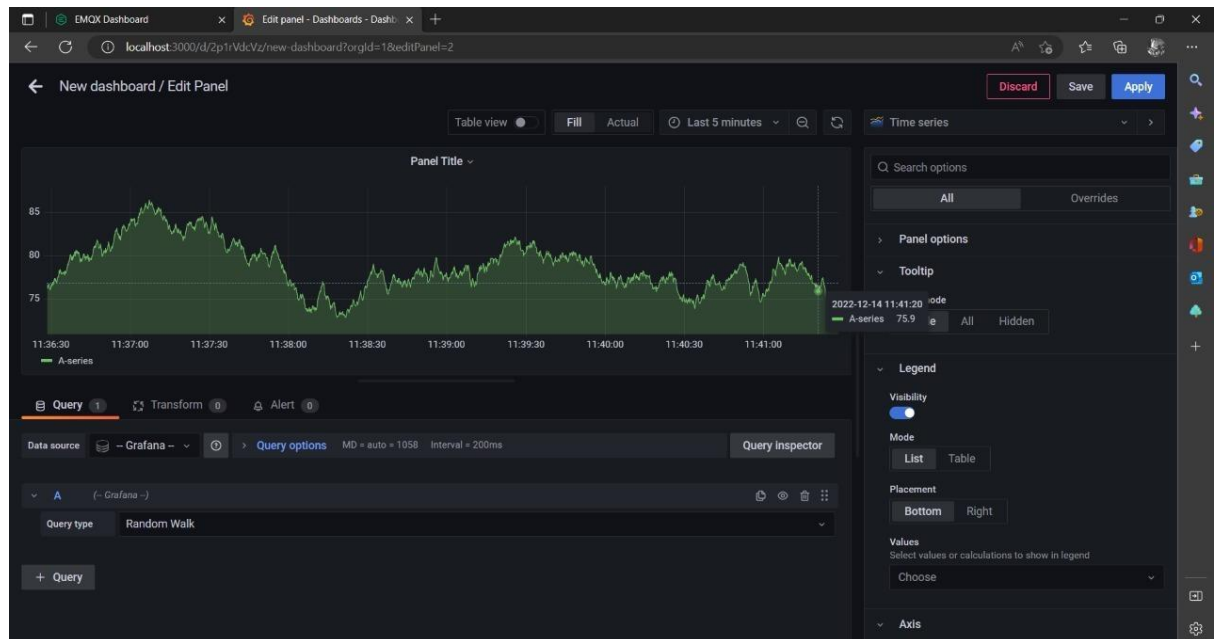 EMQX Dashboard
Edit panel - Dashboards - Dashb
localhost:3000/d/2p1rVdcVz/new-dashboard?orgId=1&editPanel=2
New dashboard / Edit Panel
Discard Save Apply
Table view Fill Actual Last 5 minutes
Time series
Panel Title
Search options
All Overrides
85
80
75
Panel options
Tooltip
2022-12-14 11:41:20
A-series 75.9
All Hidden
11:36:30 11:37:00 11:37:30 11:38:00 11:38:30 11:39:00 11:39:30 11:40:00 11:40:30 11:41:00
A-series
Legend
Visibility
Query 1 Transform 0 Alert 0
Data source -- Grafana -- Query options MD = auto = 1058 Interval = 200ms Query inspector
Mode
List Table
A (-- Grafana --)
Placement
Bottom Right
Query type Random Walk
Values
Select values or calculations to show in legend
Choose
+ Query
Axis